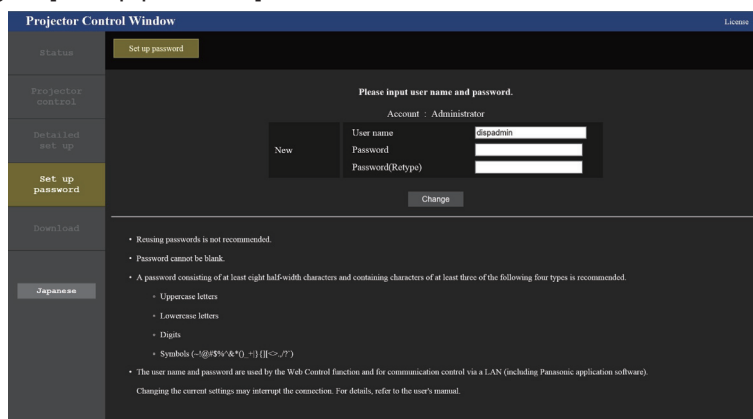 Projector Control Window
License
Status
Set up password
Projector
control
Please input user name and password.
Account : Administrator
Detailed
set up
New
User name
dispadmin
Password
Password(Retype)
Set up
password
Change
Download
• Reusing passwords is not recommended.
• Password cannot be blank.
• A password consisting of at least eight half-width characters and containing characters of at least three of the following four types is recommended.
Japanese
Uppercase letters
Lowercase letters
Digits
Symbols (~!@#$%^&*()_+|}{][<>.,/?`)
• The user name and password are used by the Web Control function and for communication control via a LAN (including Panasonic application software).
Changing the current settings may interrupt the connection. For details, refer to the user's manual.